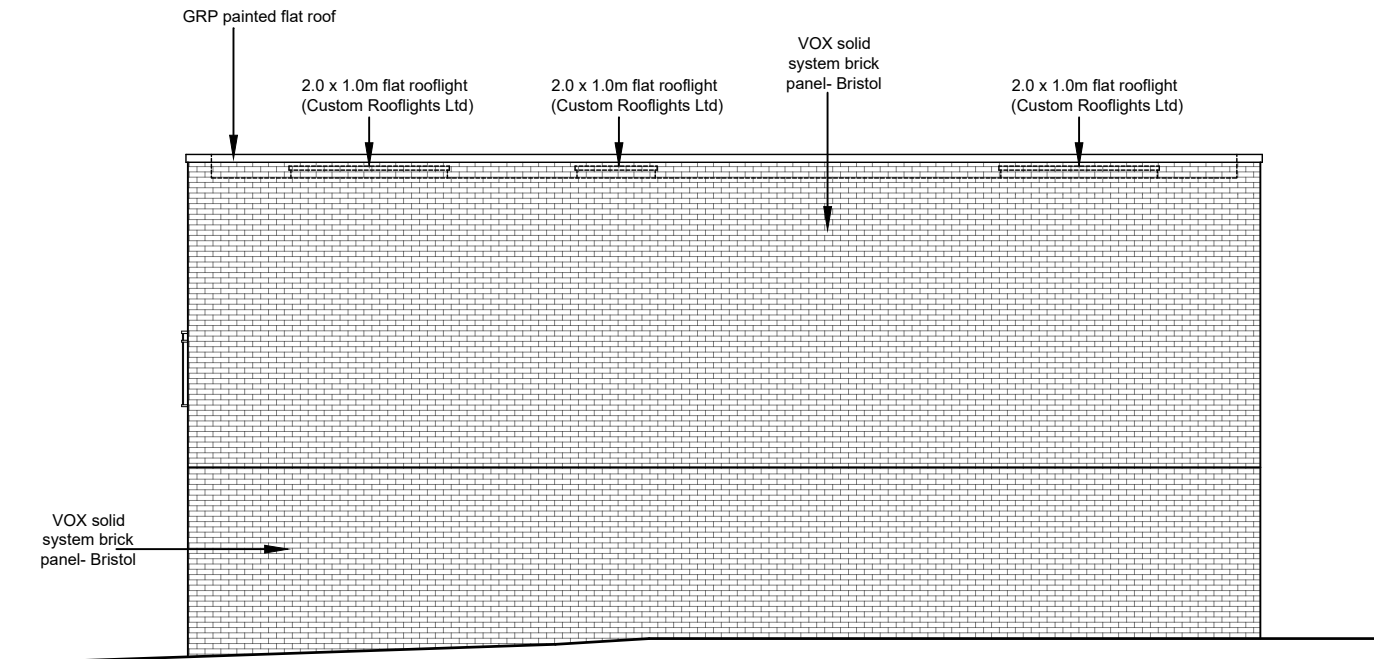 GRP painted flat roof
VOX solid
system brick
panel- Bristol
2.0 x 1.0m flat rooflight
(Custom Rooflights Ltd)
2.0 x 1.0m flat rooflight
(Custom Rooflights Ltd)
2.0 x 1.0m flat rooflight
(Custom Rooflights Ltd)
VOX solid
system brick
panel- Bristol